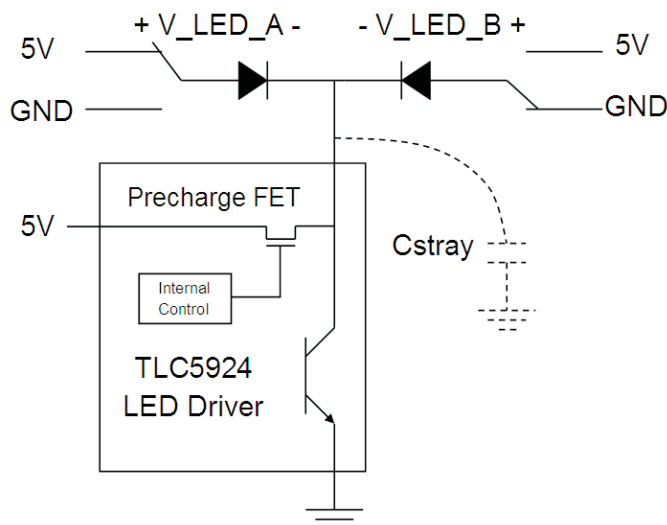 + V_LED_A -
- V_LED_B +
5V
5V
GND
GND
Precharge FET
5V
Cstray
Internal
Control
TLC5924
LED Driver